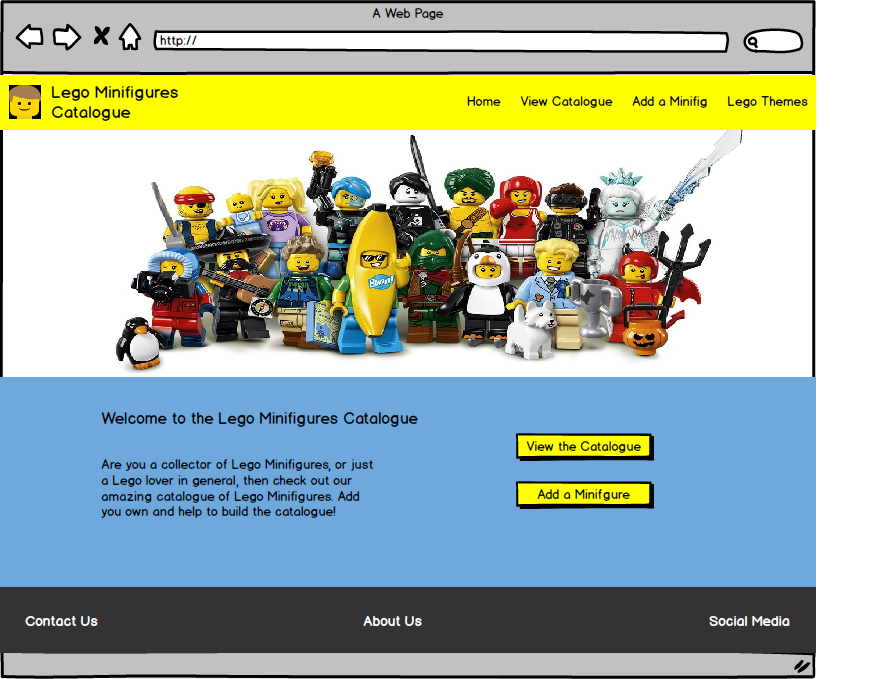 A Web Page
http://
Lego Minifigures
Catalogue
Home View Catalogue Add a Minifig Lego Themes
Welcome to the Lego Minifigures Catalogue
Are you a collector of Lego Minifigures, or just
a Lego lover in general, then check out our
amazing catalogue of Lego Minifigures. Add
you own and help to build the catalogue!
View the Catalogue
Add a Minifgure
Contact Us About Us Social Media